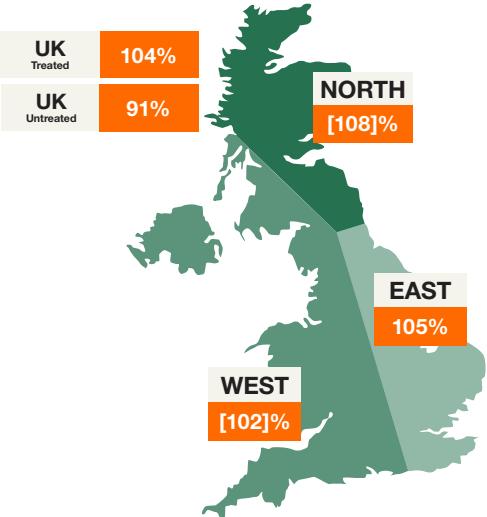 UK
Treated
104%
UK
Untreated
91%
NORTH
[108]%
EAST
105%
WEST
[102]%